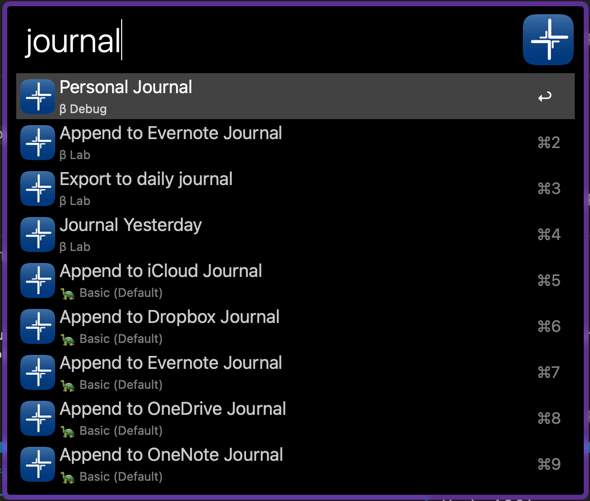 journal
Personal Journal
β Debug
↩
Append to Evernote Journal
β Lab
⌘2
Export to daily journal
β Lab
⌘3
Journal Yesterday
β Lab
⌘4
Append to iCloud Journal
🐢 Basic (Default)
⌘5
Append to Dropbox Journal
🐢 Basic (Default)
⌘6
Append to Evernote Journal
🐢 Basic (Default)
⌘7
Append to OneDrive Journal
🐢 Basic (Default)
⌘8
Append to OneNote Journal
🐢 Basic (Default)
⌘9